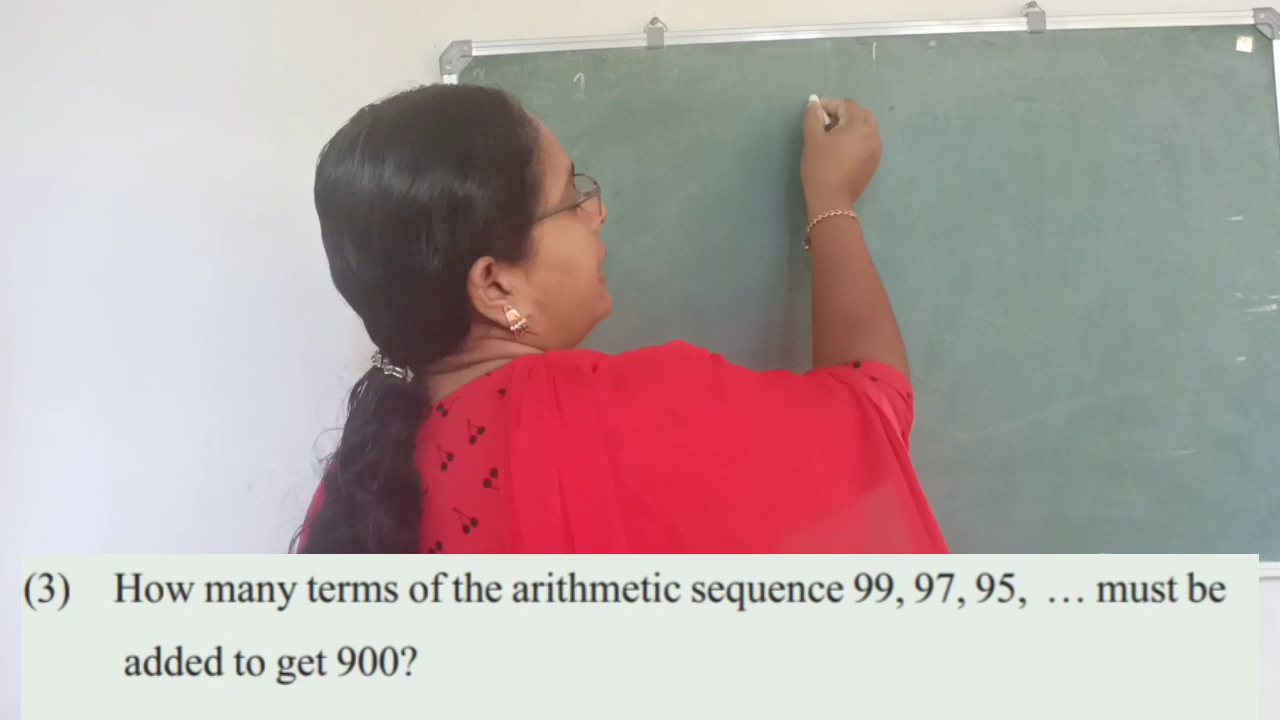 (3) How many terms of the arithmetic sequence 99, 97, 95, … must be
added to get 900?